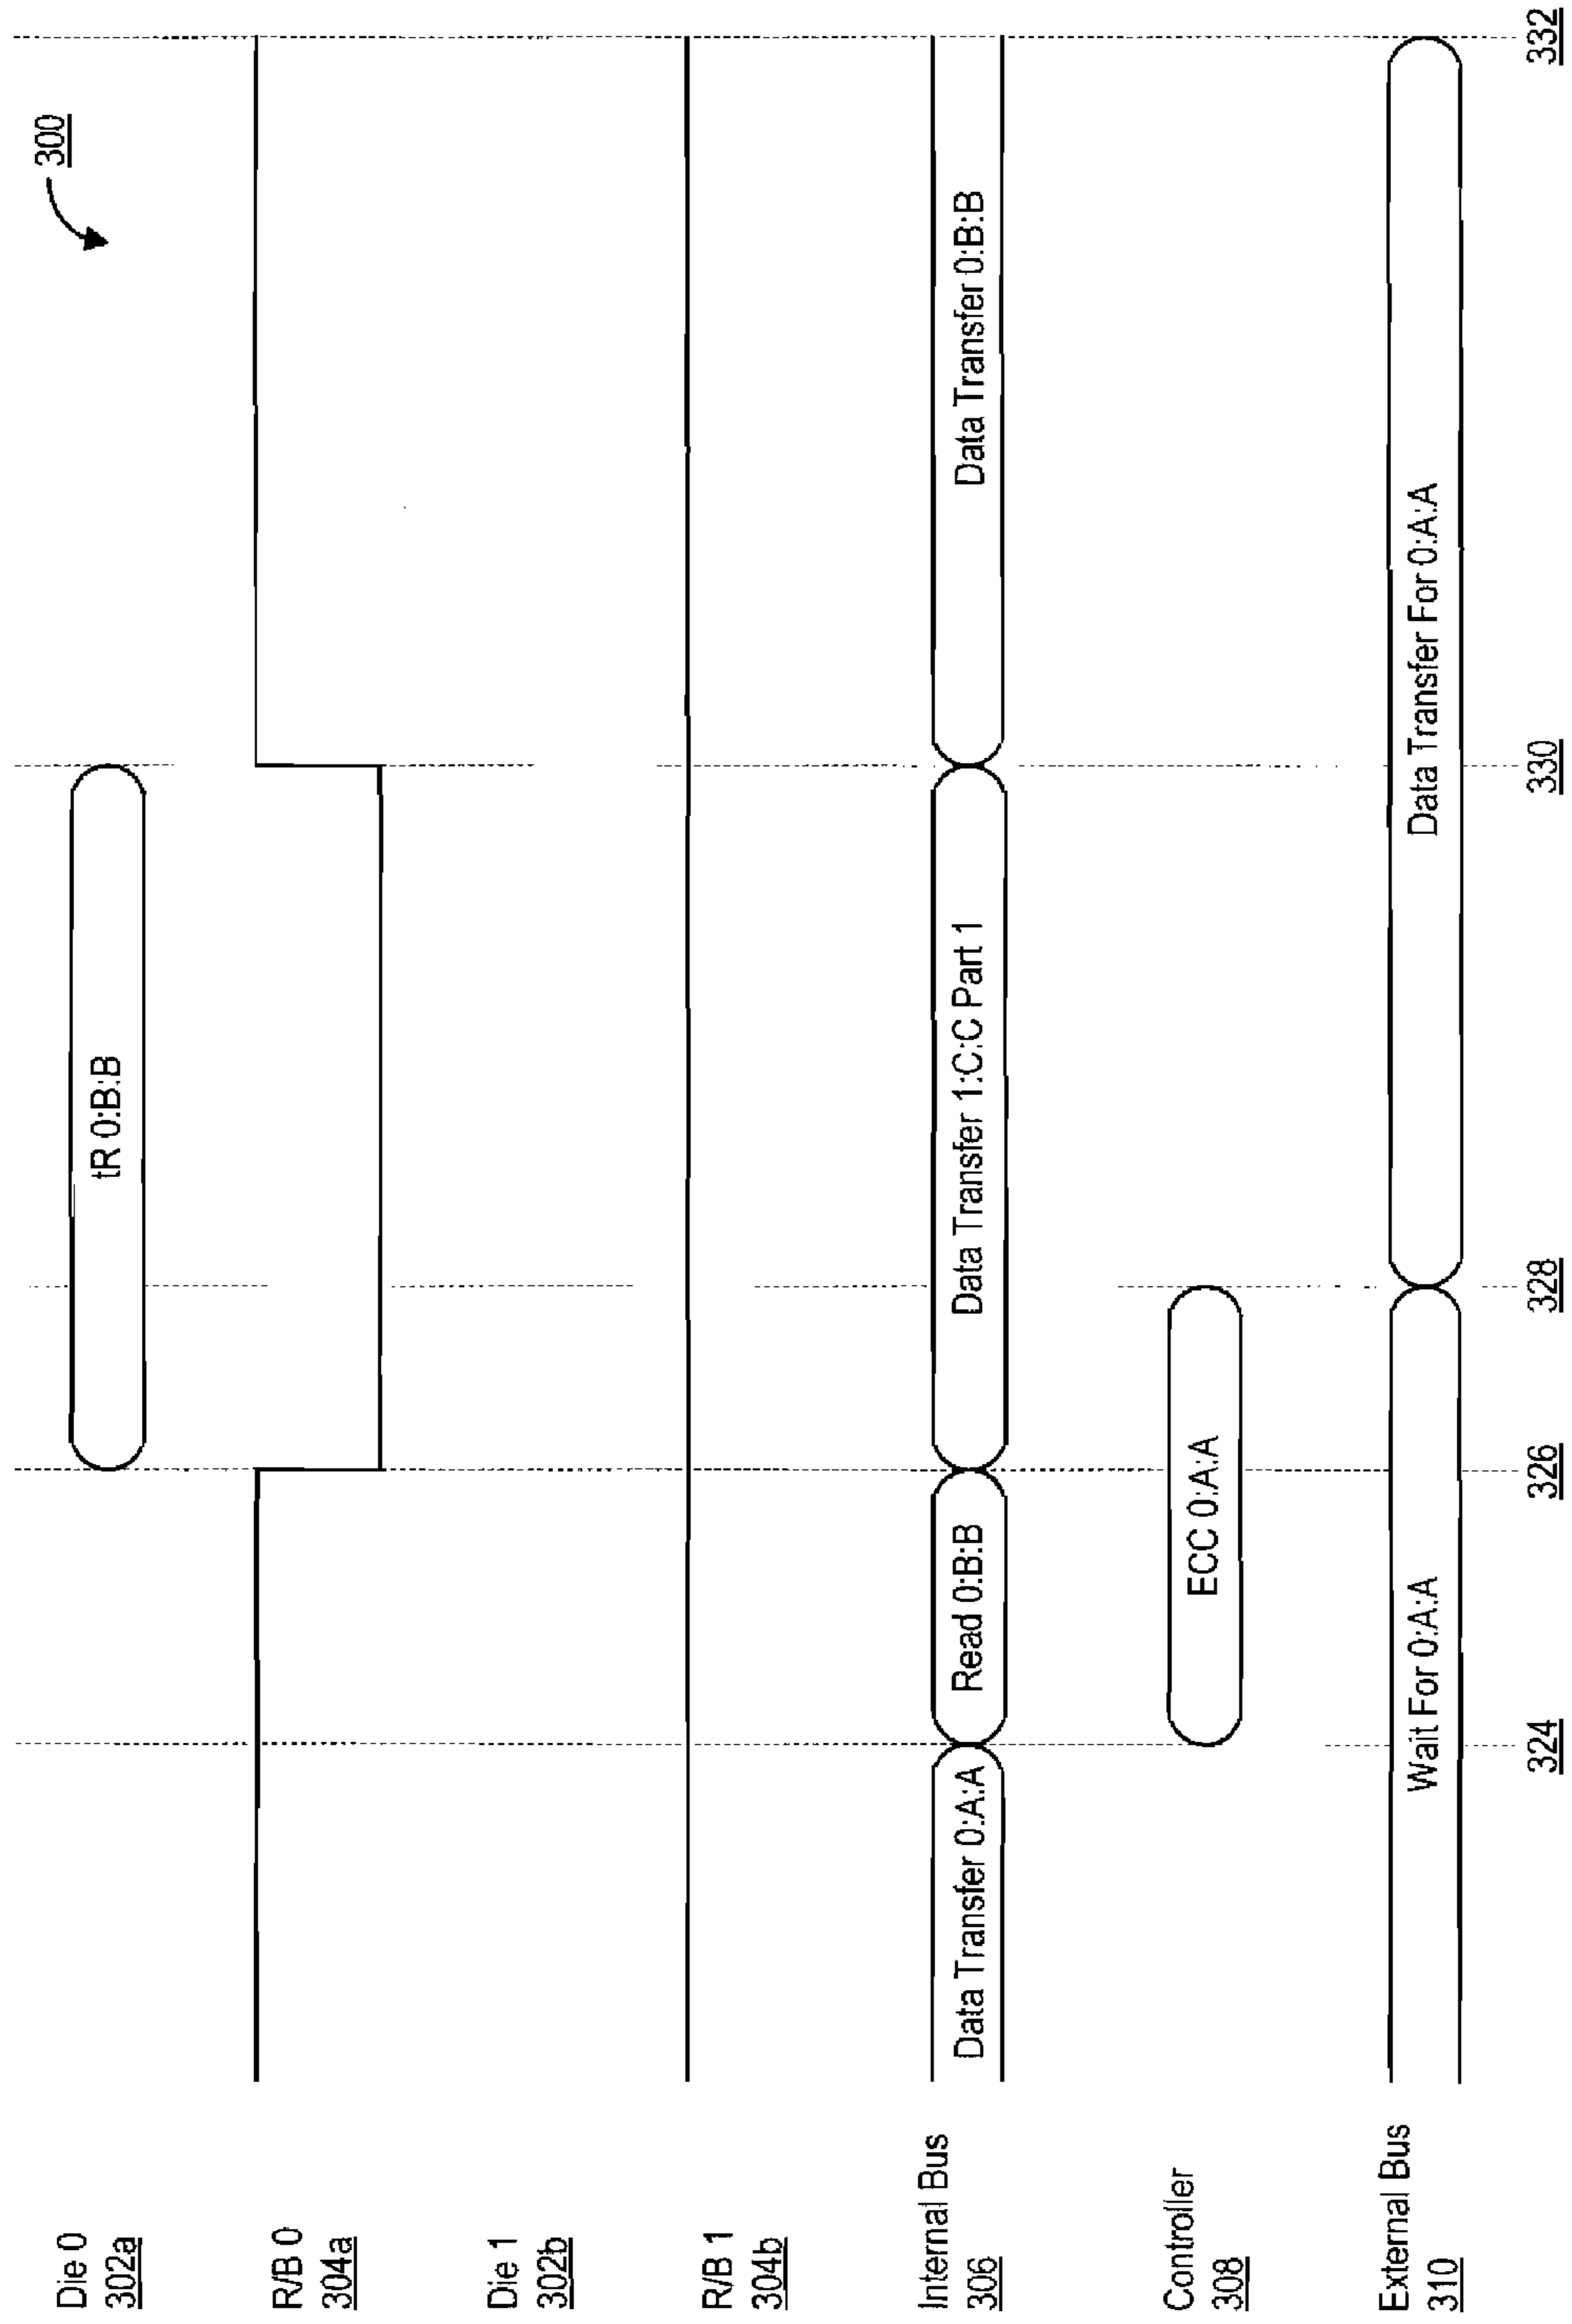 300
Die 0
302a
tR 0:B:B
R/B 0
304a
Die 1
302b
R/B 1
304b
Internal Bus
306
Data Transfer 0:A:A
Read 0:B:B
Data Transfer 1:C:C Part 1
Data Transfer 0:B:B
Controller
308
ECC 0:A:A
External Bus
310
Wait For 0:A:A
Data Transfer For 0:A:A
324
326
328
330
332